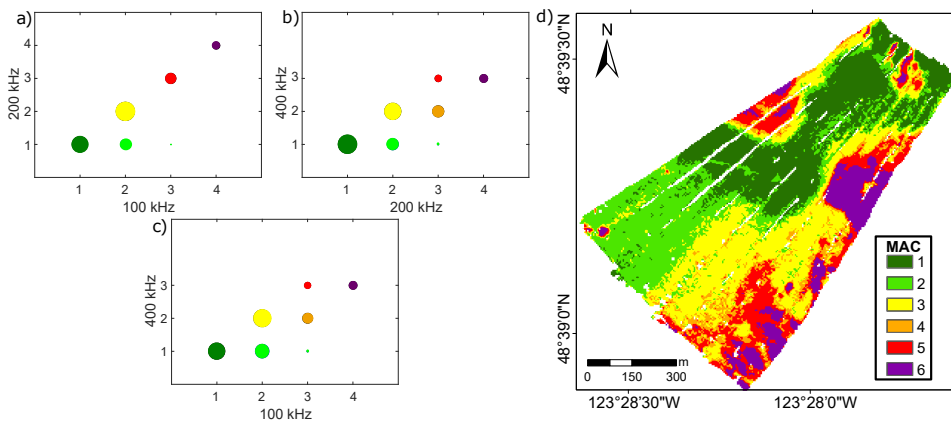 a)
200 kHz
4
3
2
1
1 2 3 4
100 kHz
b)
400 kHz
3
2
1
1 2 3 4
200 kHz
c)
400 kHz
3
2
1
1 2 3 4
100 kHz
d)
N
48°39'30"N
48°39'0"N
MAC
1
2
3
4
5
6
m
0 150 300
123°28'30"W 123°28'0"W